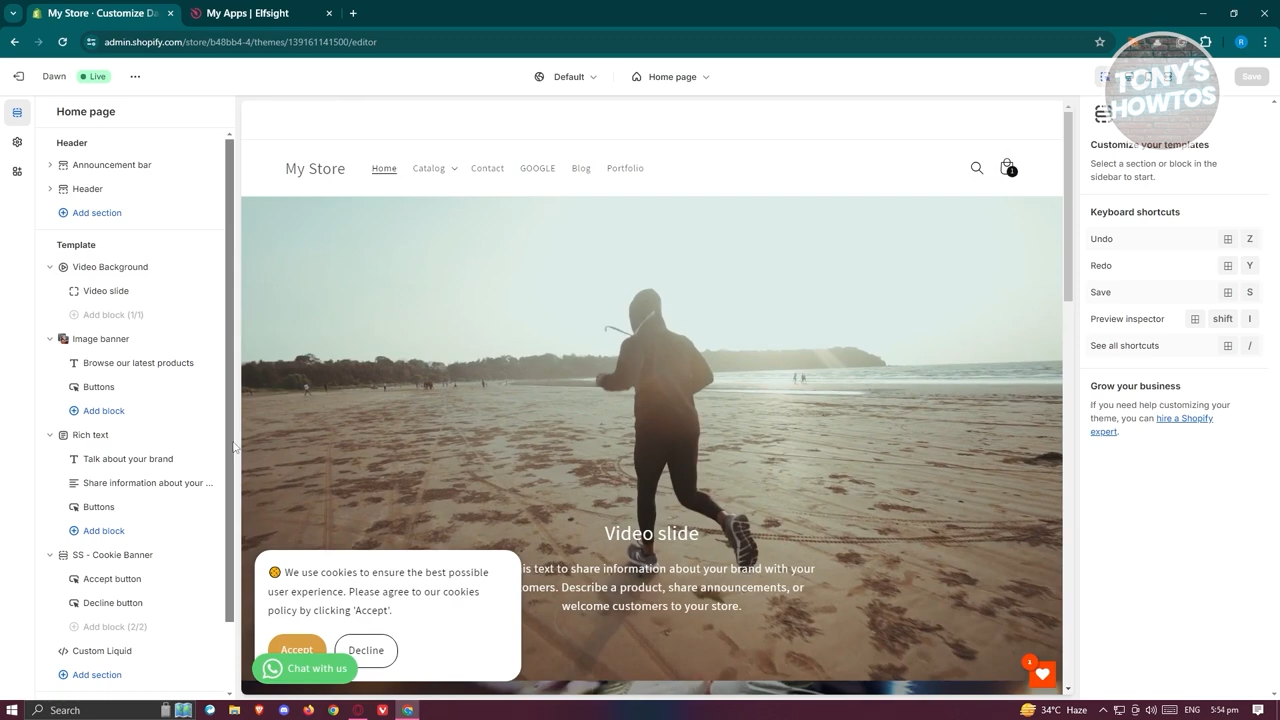 My Store · Customize Da
My Apps | Elfsight
admin.shopify.com/store/b48bb4-4/themes/139161141500/editor
R
Dawn
Live
Default
Home page
Save
TONY'S
HOWTOS
Home page
Header
Announcement bar
Header
Add section
Template
Video Background
Video slide
Add block (1/1)
Image banner
Browse our latest products
Buttons
Add block
Rich text
Talk about your brand
Share information about your ...
Buttons
Add block
SS - Cookie Banner
Accept button
Decline button
Add block (2/2)
Custom Liquid
Add section
My Store
Home
Catalog
Contact
GOOGLE
Blog
Portfolio
1
Video slide
is text to share information about your brand with your
omers. Describe a product, share announcements, or
welcome customers to your store.
We use cookies to ensure the best possible
user experience. Please agree to our cookies
policy by clicking 'Accept'.
Accept
Decline
Chat with us
1
Customize your templates
Select a section or block in the
sidebar to start.
Keyboard shortcuts
Undo
Z
Redo
Y
Save
S
Preview inspector
shift
I
See all shortcuts
/
Grow your business
If you need help customizing your
theme, you can hire a Shopify
expert.
Search
34°C Haze
ENG
5:54 pm